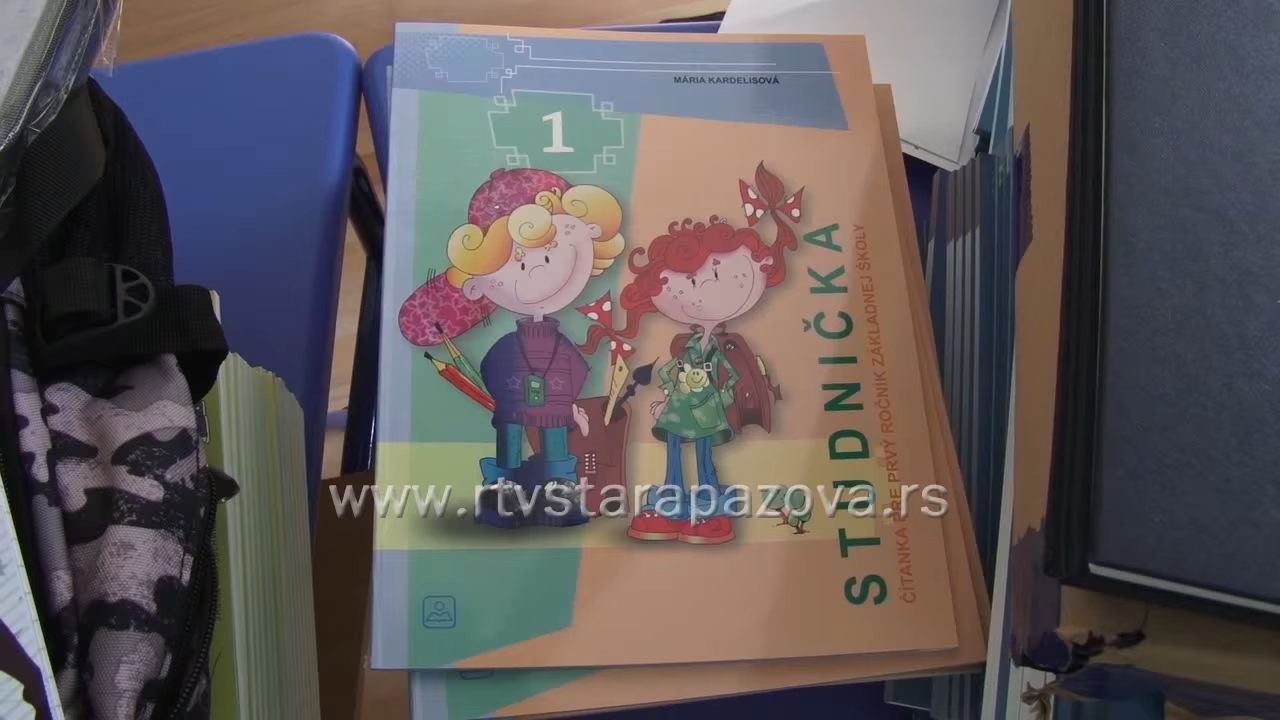 MÁRIA KARDELISOVÁ
1
STUDNIČKA
ČÍTANKA PRE PRVÝ ROČNÍK ZÁKLADNEJ ŠKOLY
www.rtvstarapazova.rs